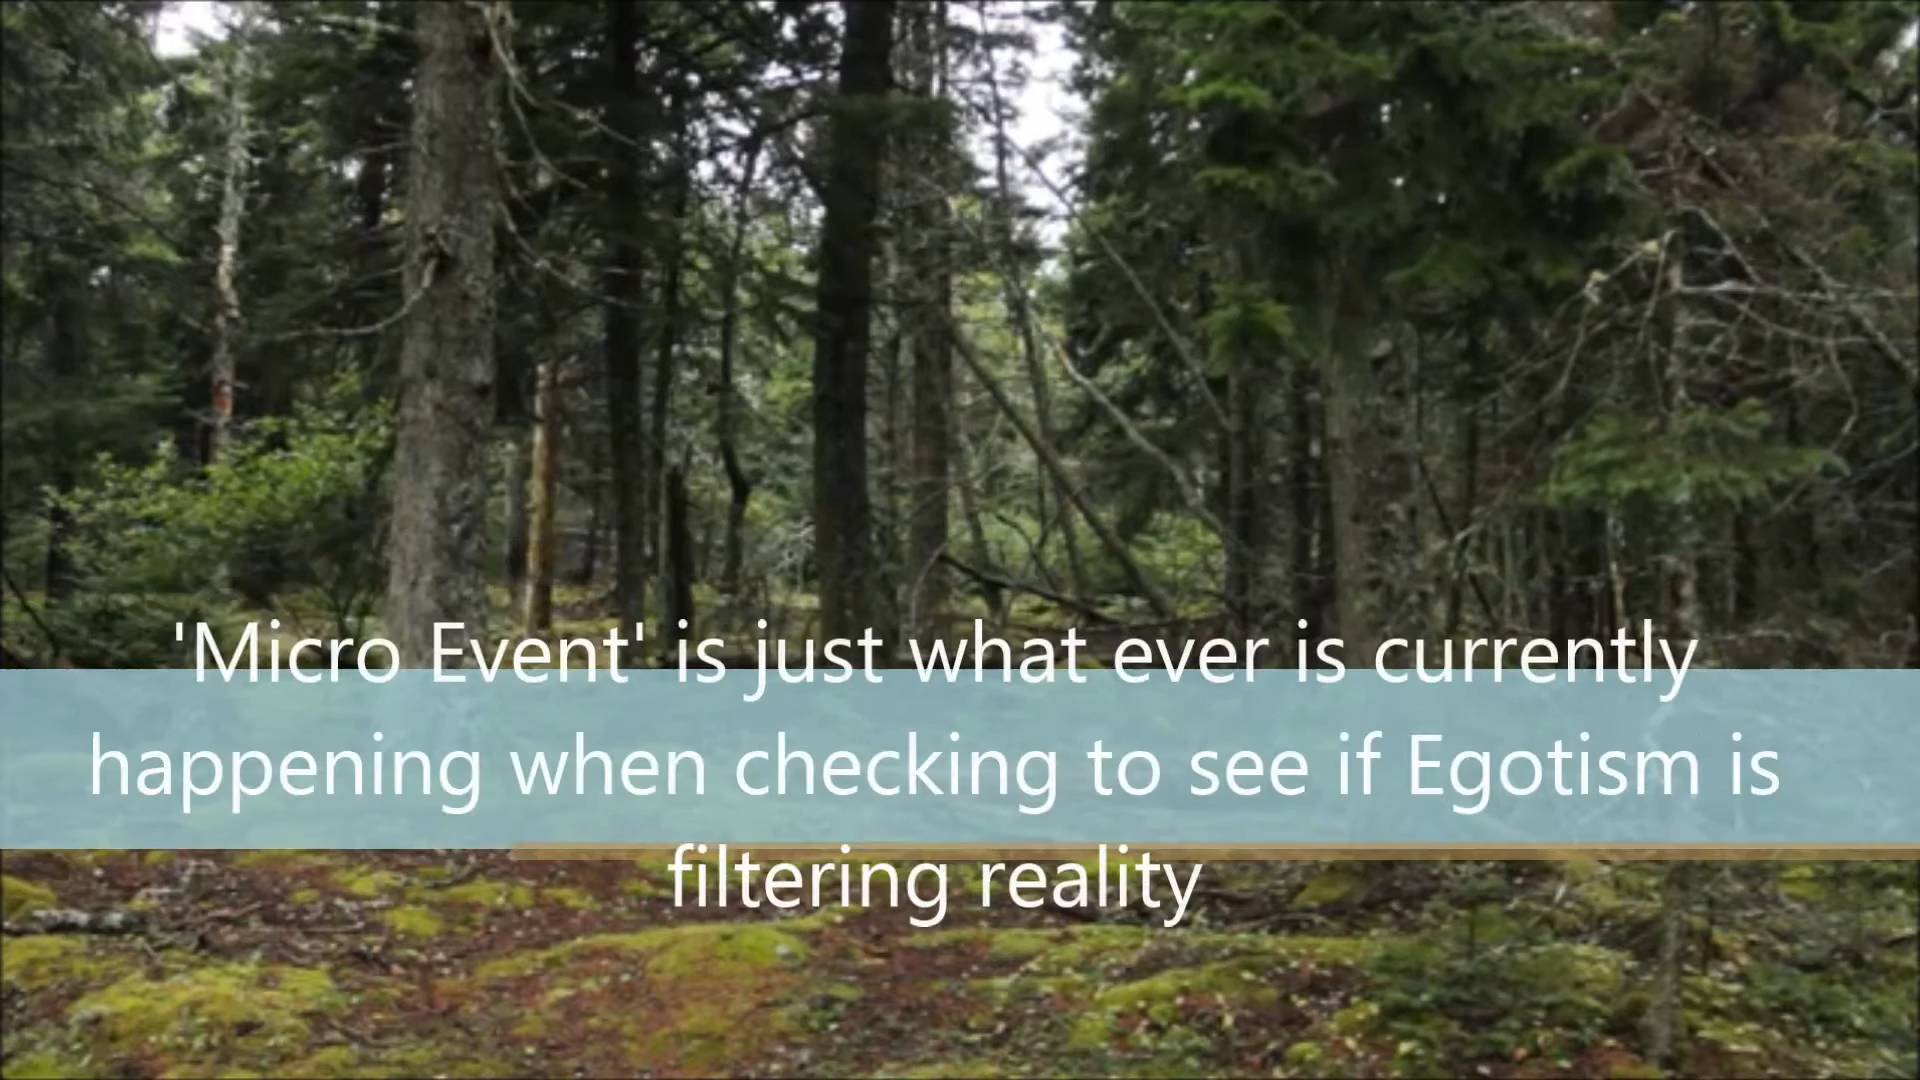 'Micro Event' is just what ever is currently
happening when checking to see if Egotism is
filtering reality